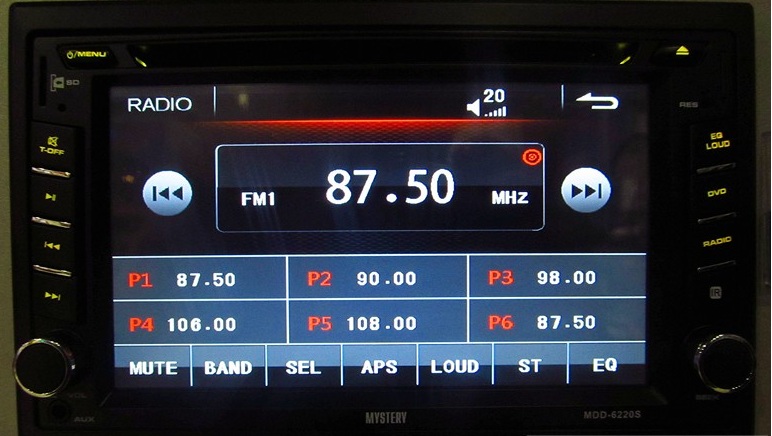 /MENU
SD
RADIO
20
RES
T-OFF
EQ
LOUD
FM1 87.50 MHz
DVD
RADIO
P1 87.50 P2 90.00 P3 98.00
IR
P4 106.00 P5 108.00 P6 87.50
MUTE BAND SEL APS LOUD ST EQ
VOL
AUX
MYSTERY
MDD-6220S